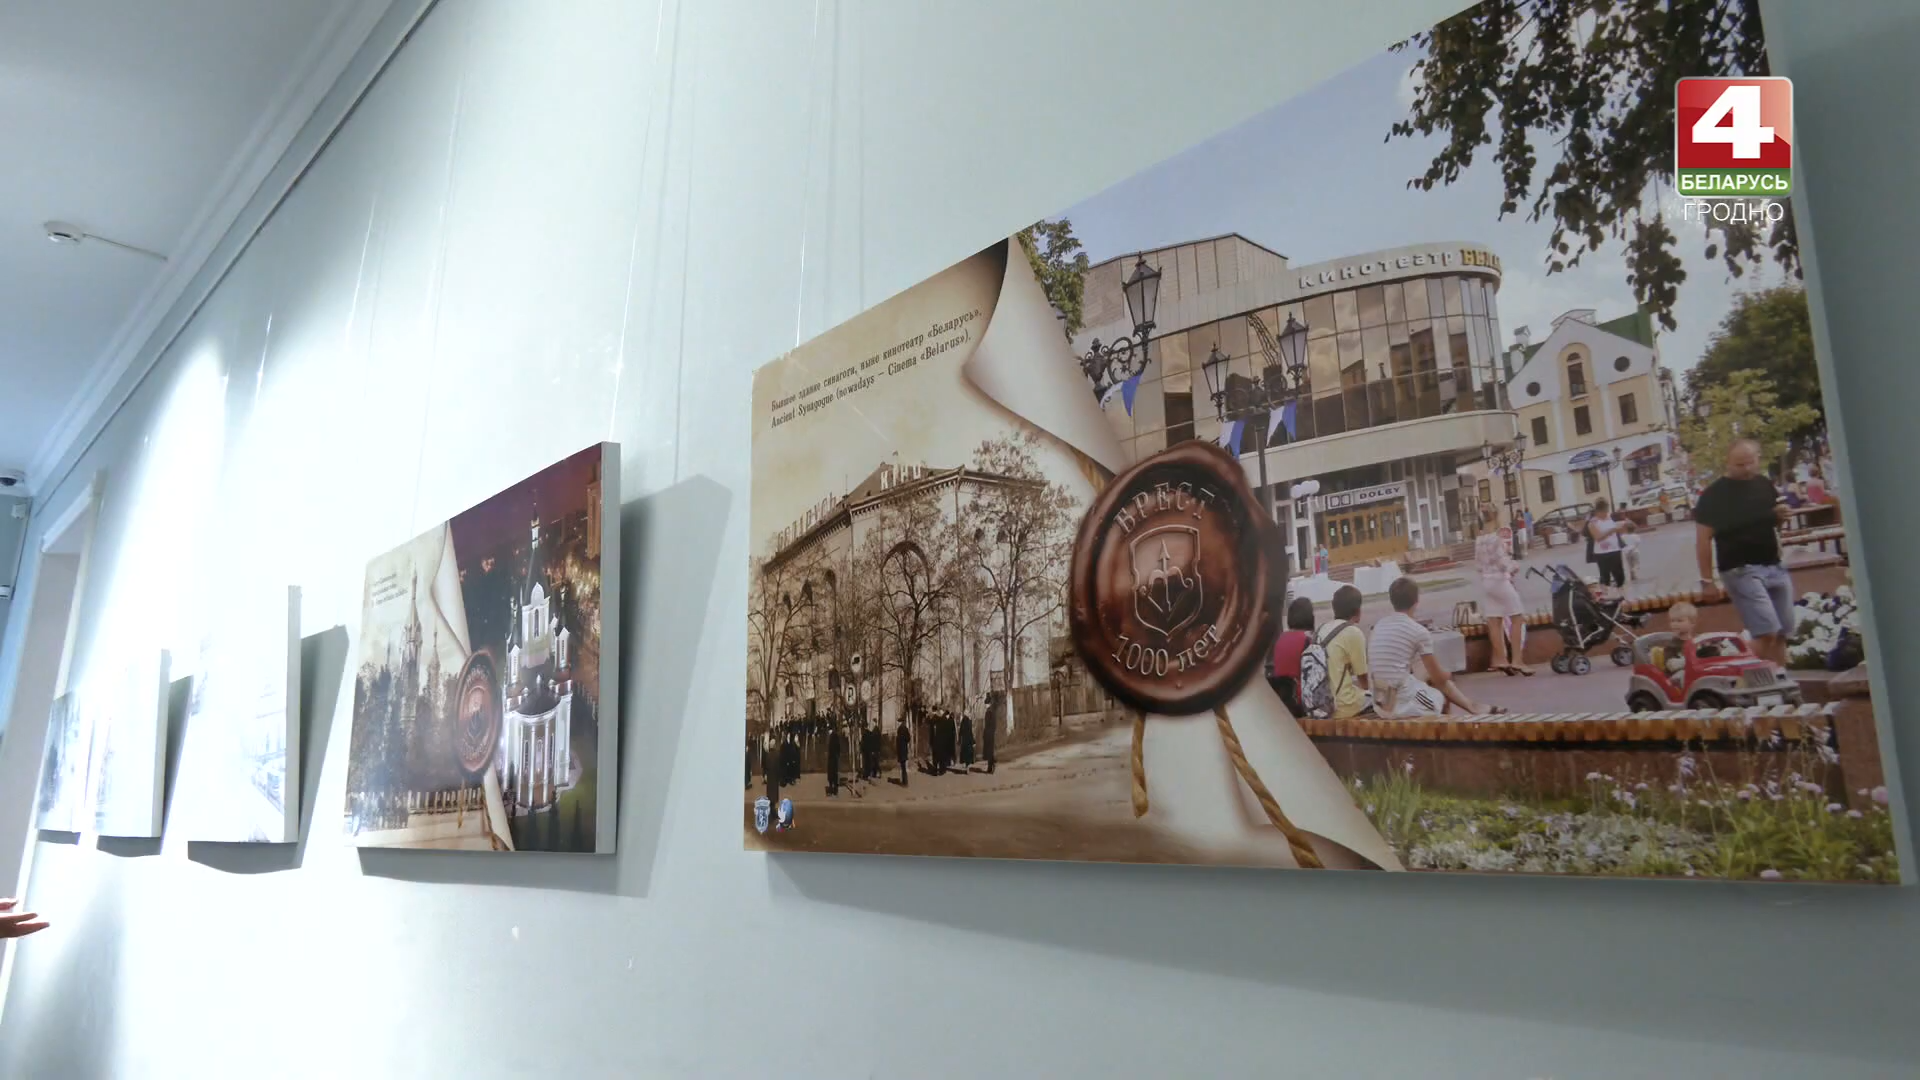 4
БЕЛАРУСЬ
ГРОДНО
Бывшее здание синагоги, ныне кинотеатр «Беларусь».
Ancient Synagogue (nowadays – Cinema «Belarus»).
кинотеатр
DOLBY
БЕЛАРУСЬ
КИНО
БРЕСТ
1000 лет